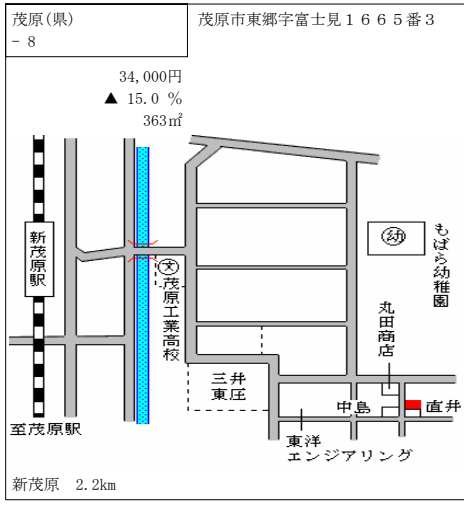 茂原(県)
- 8
茂原市東郷字富士見１６６５番３
34,000円
▲ 15.0 %
363㎡
新茂原駅
文
茂原工業高校
幼
もばら幼稚園
丸田商店
三井
東圧
中島
直井
東洋
エンジアリング
至茂原駅
新茂原 2.2km